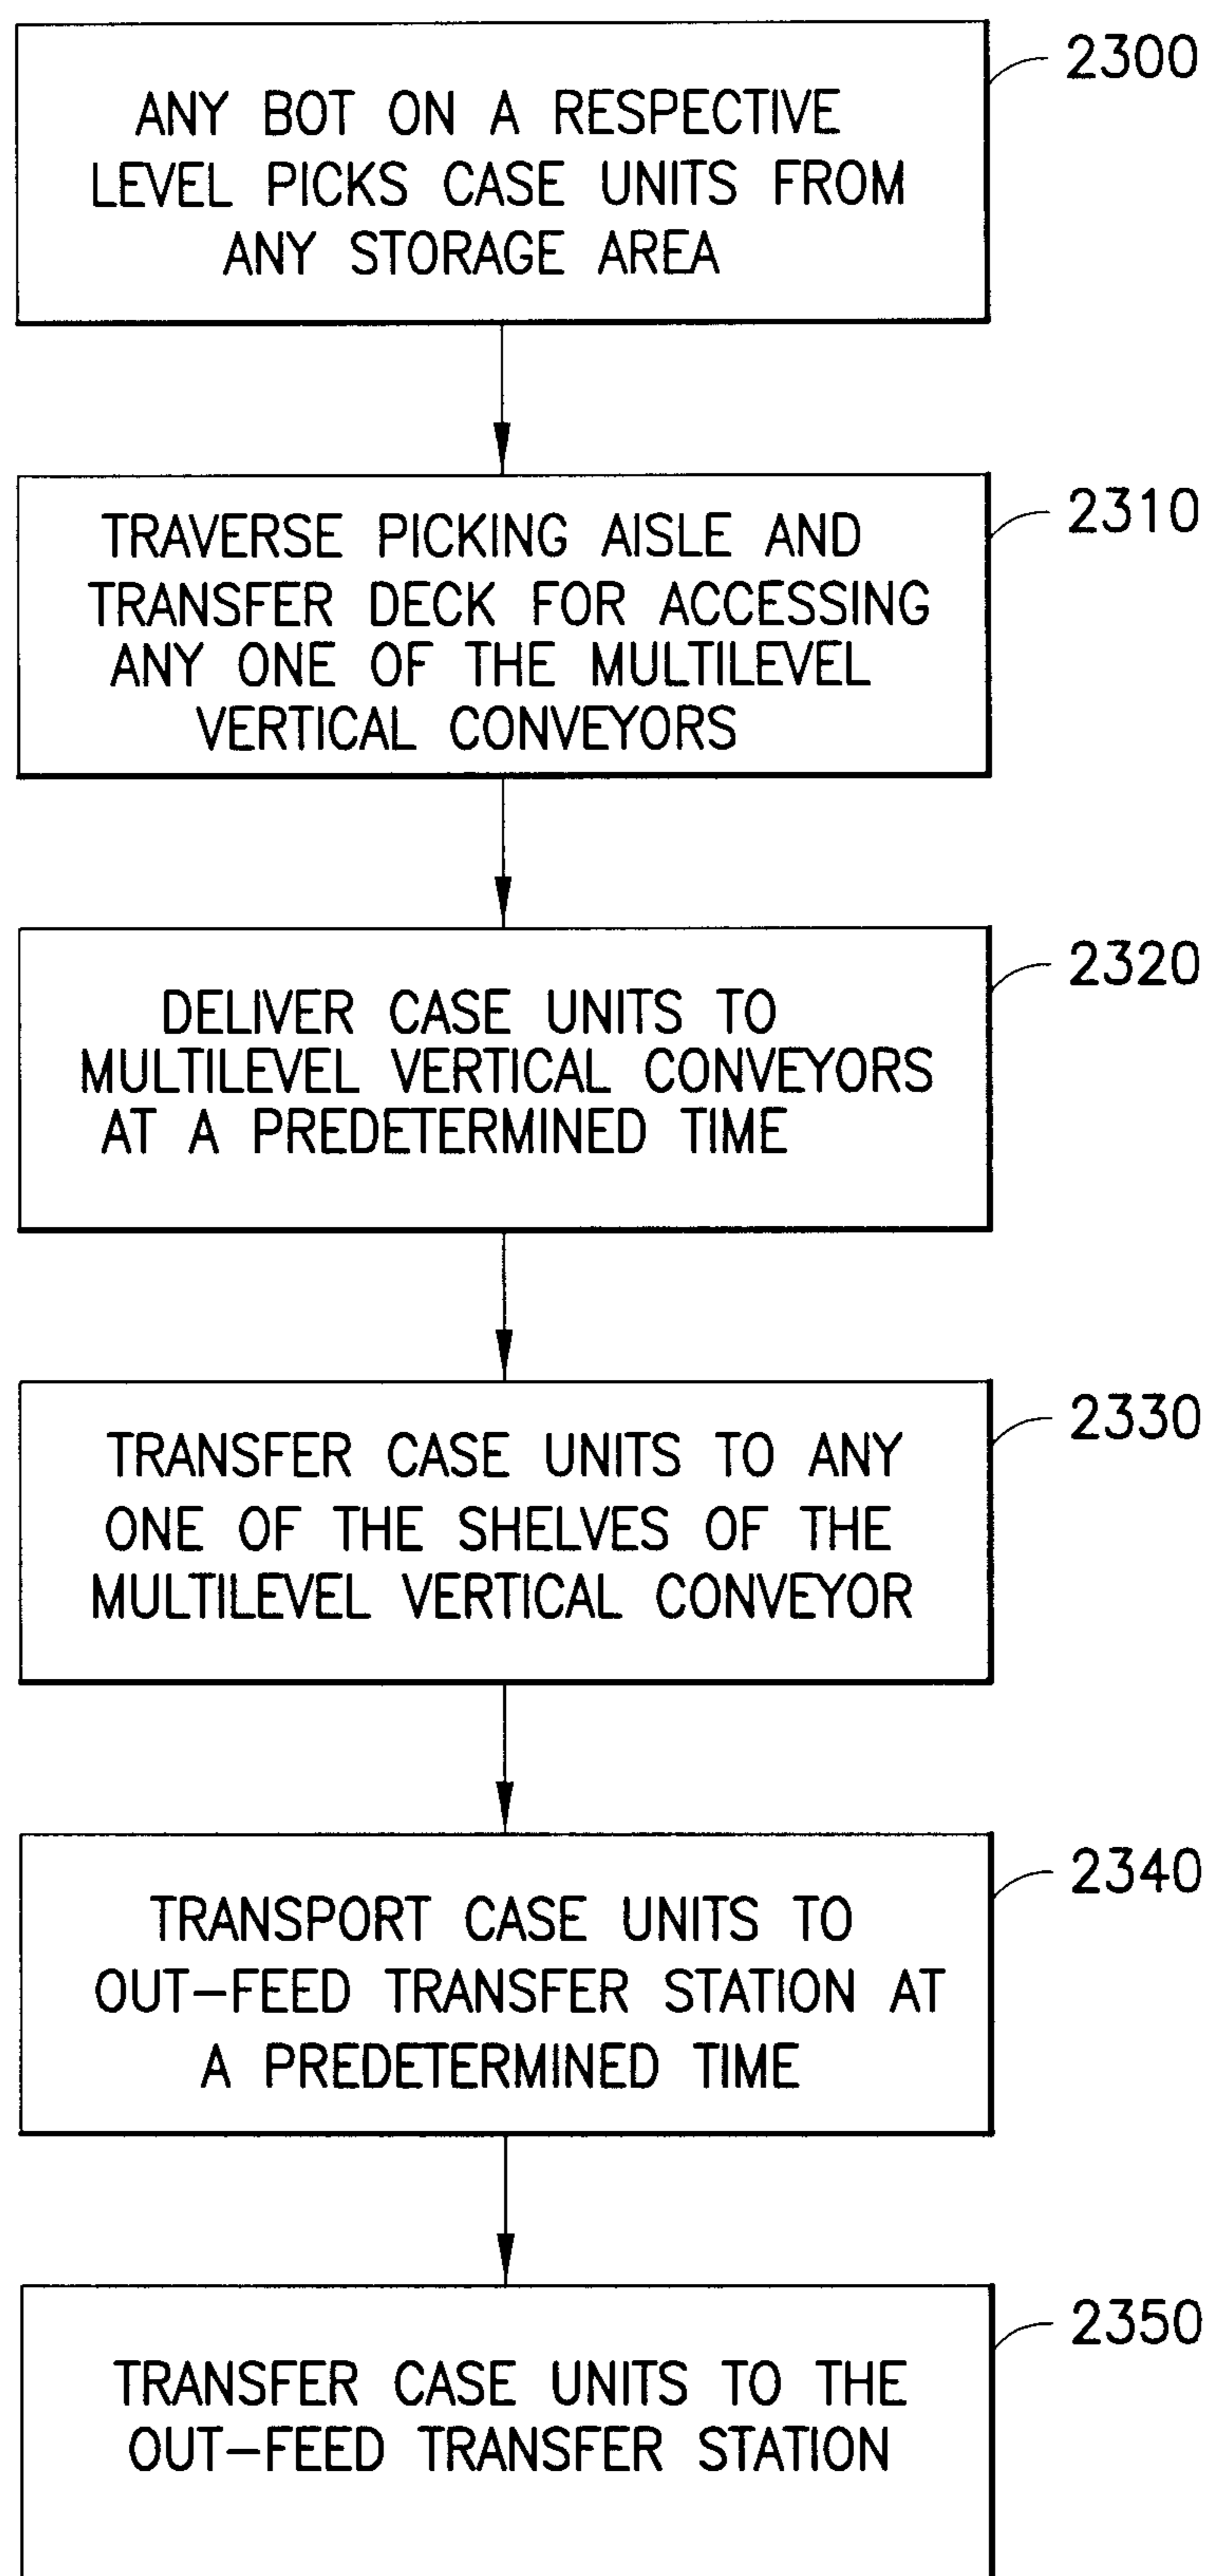 ANY BOT ON A RESPECTIVE
LEVEL PICKS CASE UNITS FROM
ANY STORAGE AREA
2300
TRAVERSE PICKING AISLE AND
TRANSFER DECK FOR ACCESSING
ANY ONE OF THE MULTILEVEL
VERTICAL CONVEYORS
2310
DELIVER CASE UNITS TO
MULTILEVEL VERTICAL CONVEYORS
AT A PREDETERMINED TIME
2320
TRANSFER CASE UNITS TO ANY
ONE OF THE SHELVES OF THE
MULTILEVEL VERTICAL CONVEYOR
2330
TRANSPORT CASE UNITS TO
OUT-FEED TRANSFER STATION AT
A PREDETERMINED TIME
2340
TRANSFER CASE UNITS TO THE
OUT-FEED TRANSFER STATION
2350